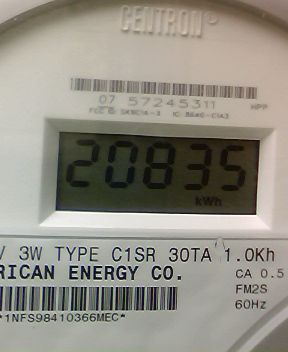 CENTRON®
07 57245311 HPP
20835
kWh
V 3W TYPE C1SR 30TA 1.0Kh
RICAN ENERGY CO. CA 0.5
FM2S
60Hz
*1NFS98410366MEC*